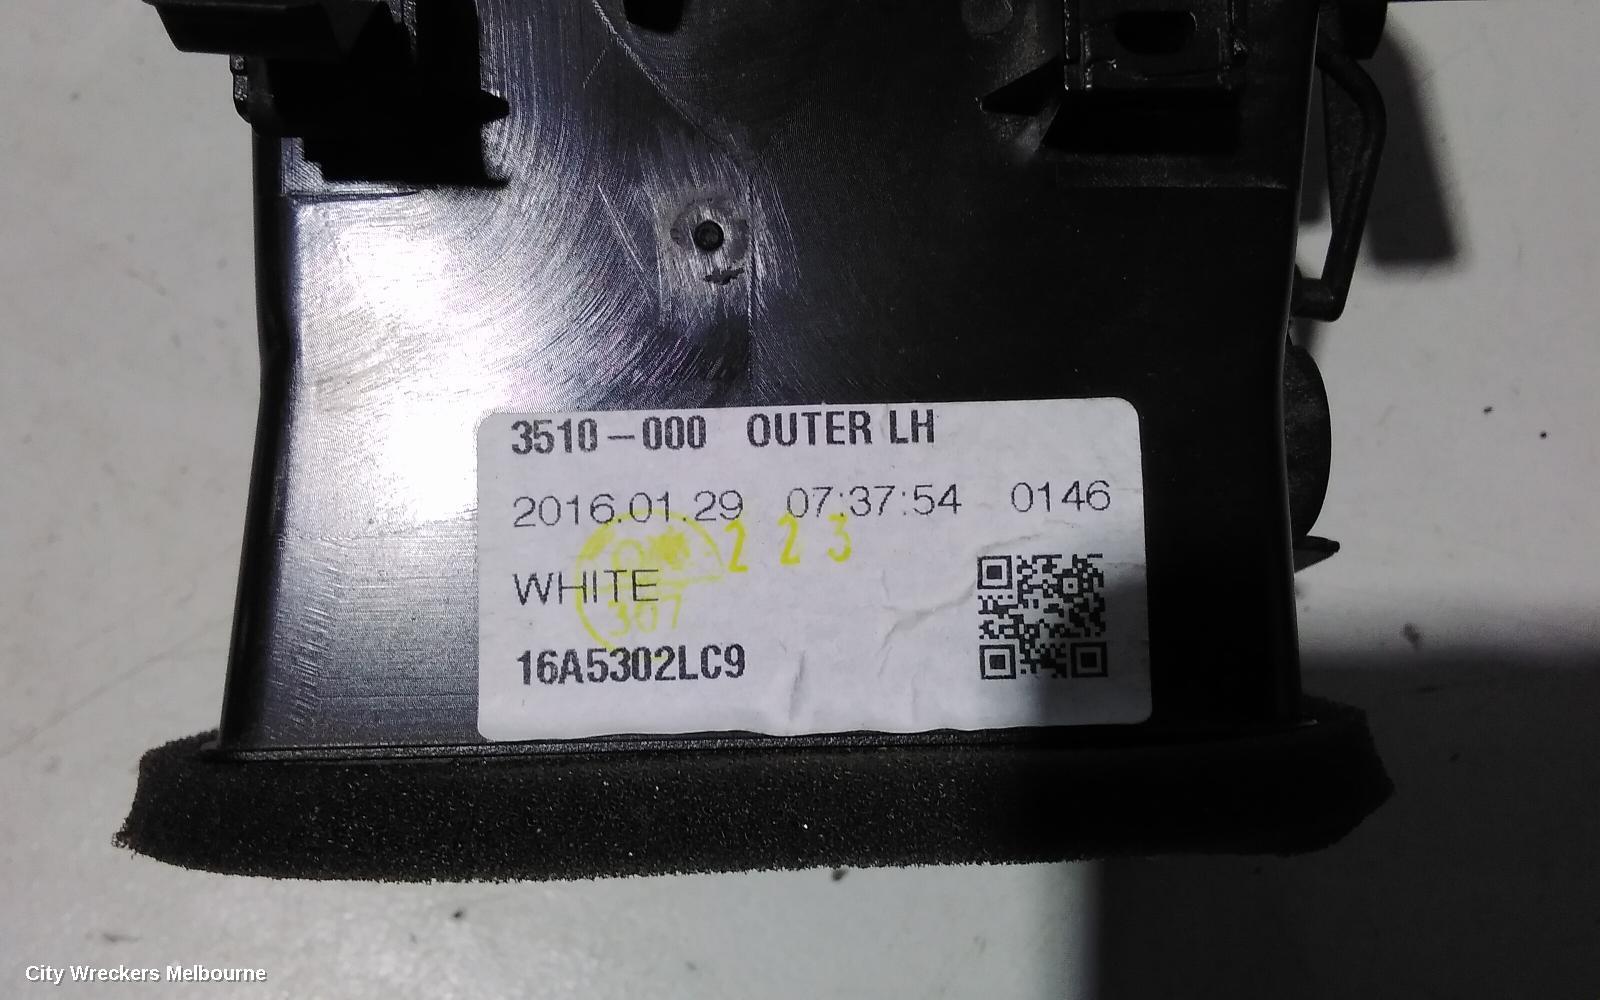 3510-000 OUTER LH
2016.01.29 07:37:54 0146
2 2 3
WHITE
307
16A5302LC9
City Wreckers Melbourne